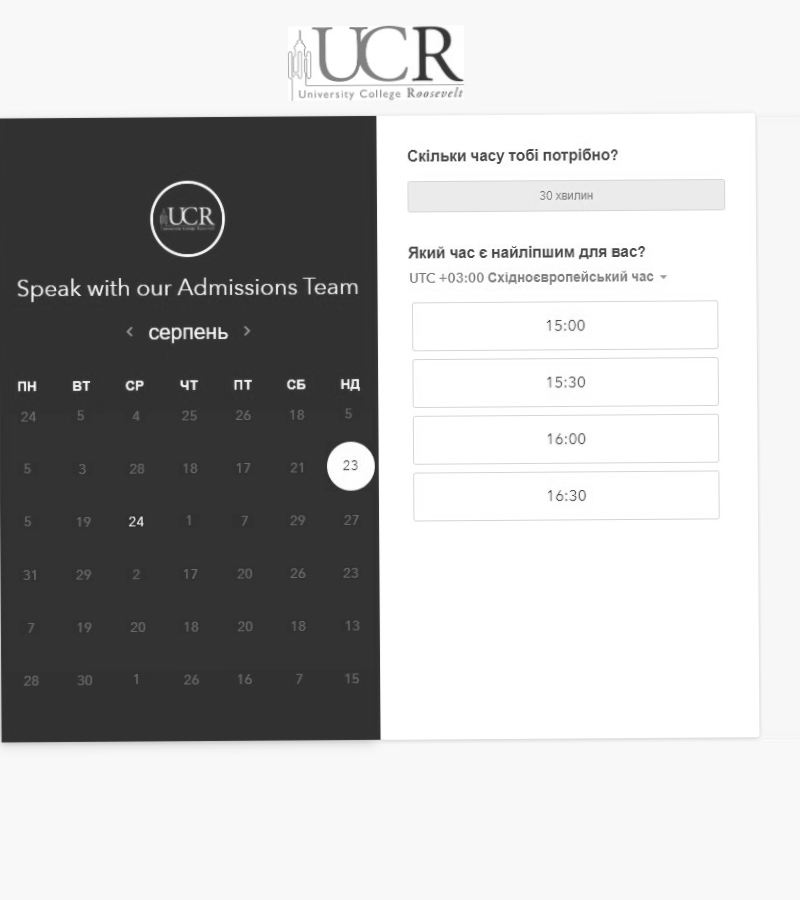 UCR
University College Roosevelt
UCR
Speak with our Admissions Team
серпень
ПН ВТ СР ЧТ ПТ СБ НД
24 5 4 25 26 18 5
5 3 28 18 17 21 23
5 19 24 1 7 29 27
31 29 2 17 20 26 23
7 19 20 18 20 18 13
28 30 1 26 16 7 15
Скільки часу тобі потрібно?
30 хвилин
Який час є найліпшим для вас?
UTC +03:00 Східноєвропейський час
15:00
15:30
16:00
16:30